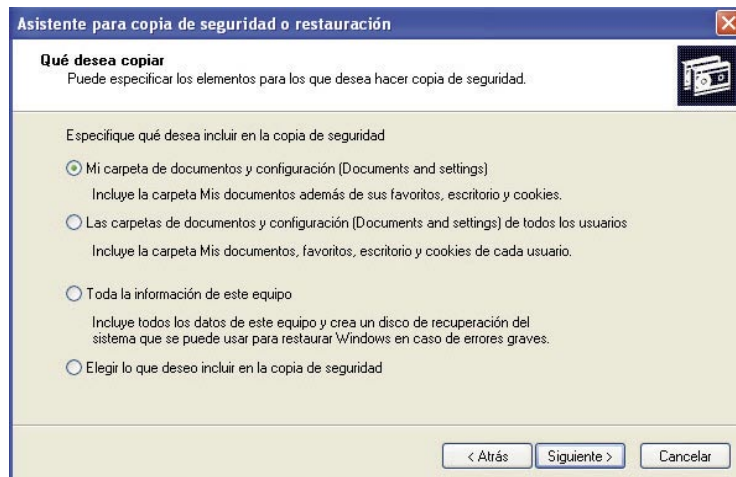 Asistente para copia de seguridad o restauración
Qué desea copiar
Puede especificar los elementos para los que desea hacer copia de seguridad.
Especifique qué desea incluir en la copia de seguridad
Mi carpeta de documentos y configuración (Documents and settings)
Incluye la carpeta Mis documentos además de sus favoritos, escritorio y cookies.
Las carpetas de documentos y configuración (Documents and settings) de todos los usuarios
Incluye la carpeta Mis documentos, favoritos, escritorio y cookies de cada usuario.
Toda la información de este equipo
Incluye todos los datos de este equipo y crea un disco de recuperación del
sistema que se puede usar para restaurar Windows en caso de errores graves.
Elegir lo que deseo incluir en la copia de seguridad
< Atrás
Siguiente >
Cancelar